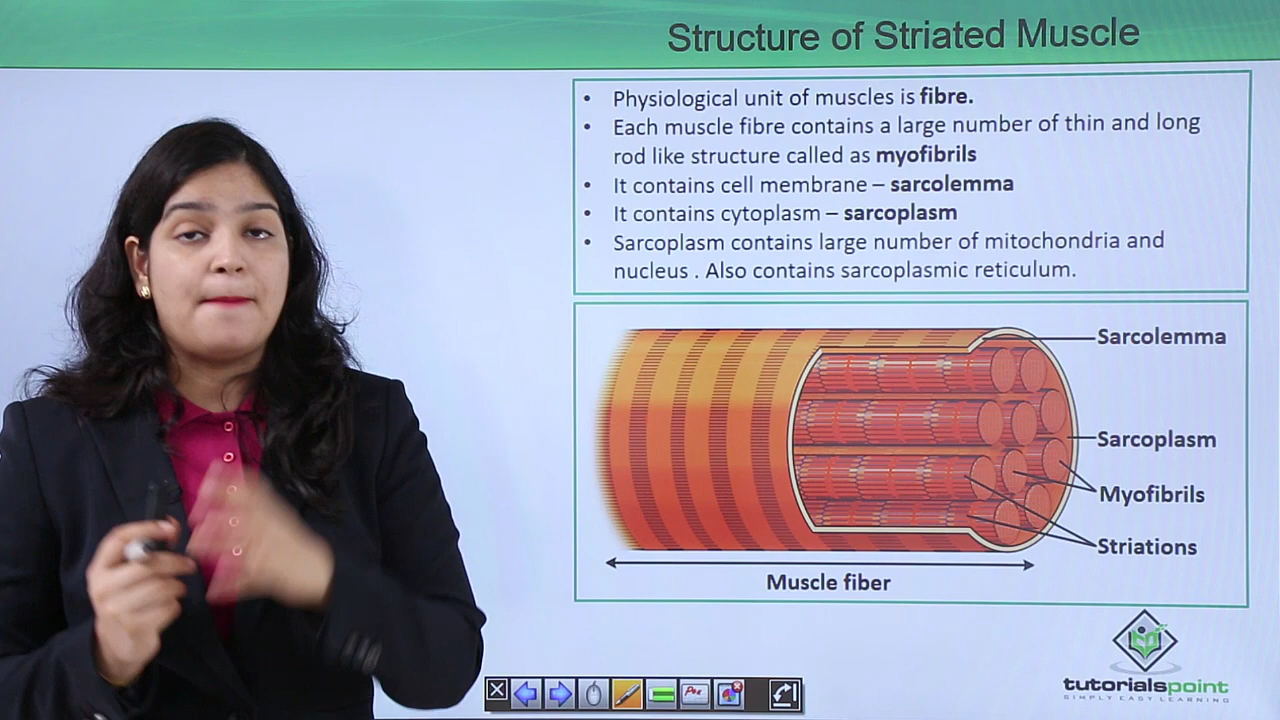 Structure of Striated Muscle
• Physiological unit of muscles is fibre.
• Each muscle fibre contains a large number of thin and long
rod like structure called as myofibrils
• It contains cell membrane – sarcolemma
• It contains cytoplasm – sarcoplasm
• Sarcoplasm contains large number of mitochondria and
nucleus . Also contains sarcoplasmic reticulum.
Sarcolemma
Sarcoplasm
Myofibrils
Striations
Muscle fiber
tutorialspoint
SIMPLY EASY LEARNING